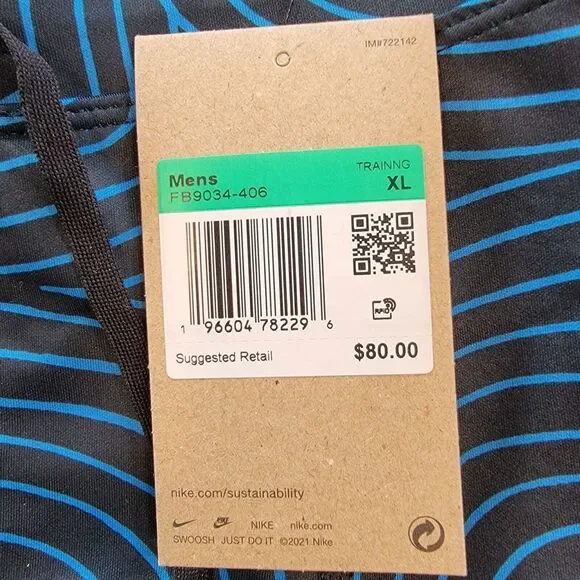 IM#722142
TRAINNG
Mens XL
FB9034-406
1 96604 78229 6
RFID
Suggested Retail $80.00
nike.com/sustainability
NIKE nike.com
SWOOSH JUST DO IT ©2021 Nike